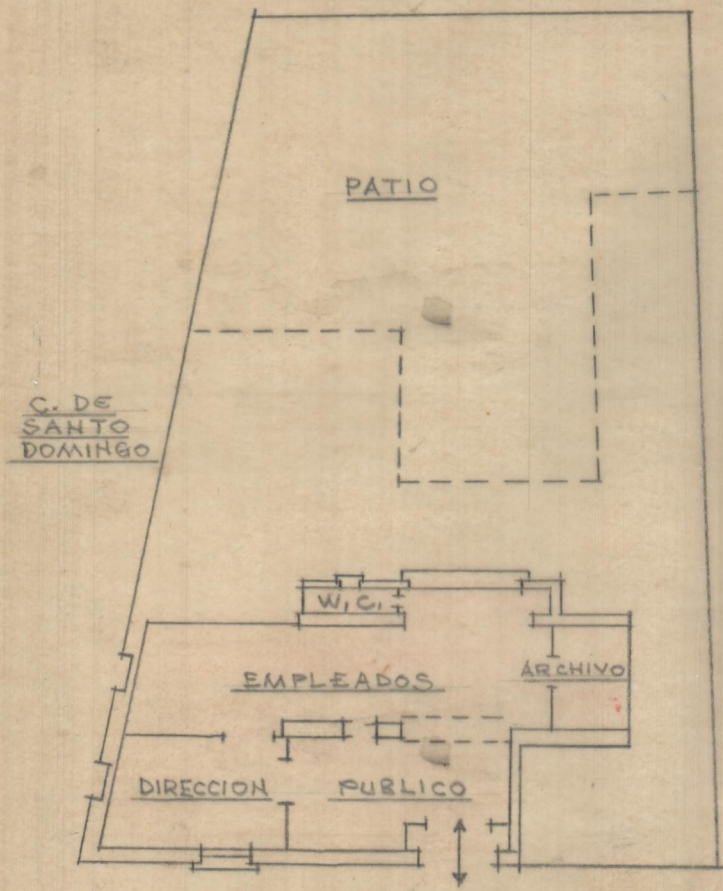 PATIO
C. DE
SANTO
DOMINGO
W.C.
EMPLEADOS
ARCHIVO
DIRECCION
PUBLICO